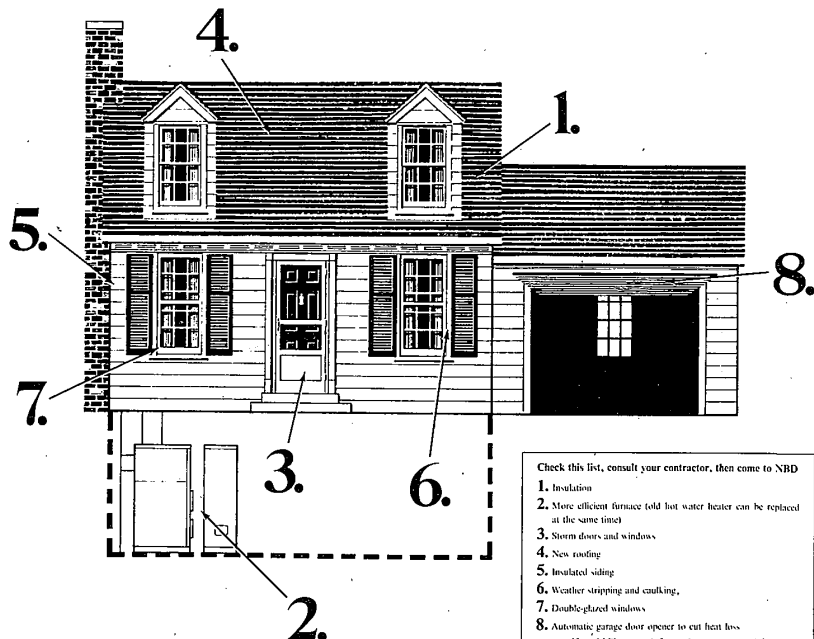 4.
1.
5.
8.
7.
3.
6.
2.
Check this list, consult your contractor, then come to NBD
1. Insulation
2. More efficient furnace (old hot water heater can be replaced
at the same time)
3. Storm doors and windows
4. New roofing
5. Insulated siding
6. Weather stripping and caulking.
7. Double-glazed windows
8. Automatic garage door opener to cut heat loss